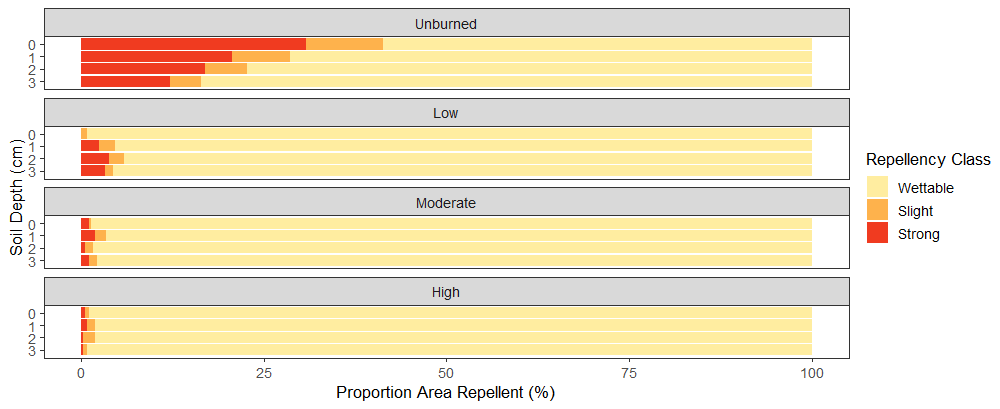 Unburned
0
1
2
3
Low
0
1
2
3
Moderate
0
1
2
3
High
0
1
2
3
0 25 50 75 100
Proportion Area Repellent (%)
Soil Depth (cm)
Repellency Class
Wettable
Slight
Strong